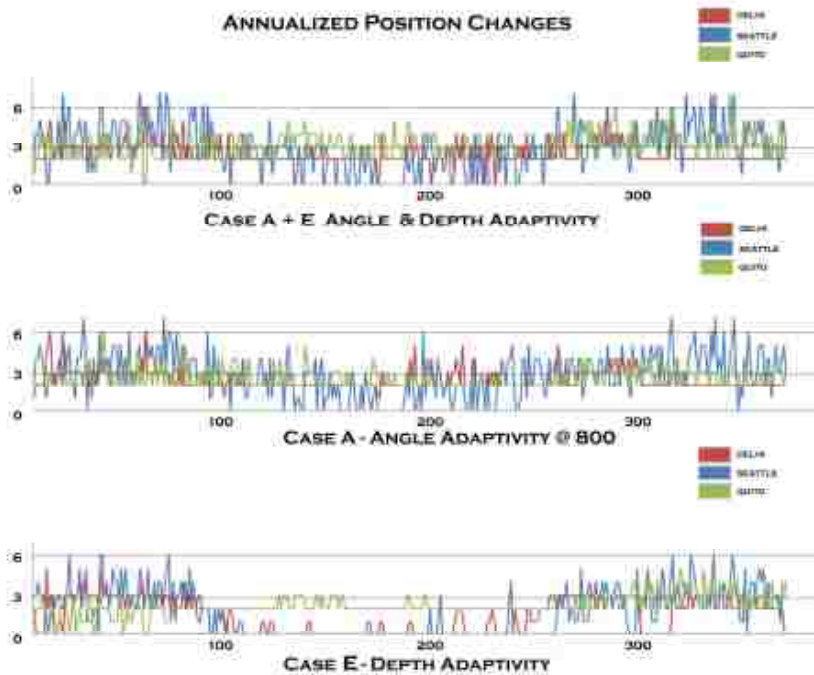 ANNUALIZED POSITION CHANGES
DELHI
SEATTLE
QUITO
6
3
0
100
200
300
CASE A + E ANGLE & DEPTH ADAPTIVITY
DELHI
SEATTLE
QUITO
6
3
0
100
200
300
CASE A - ANGLE ADAPTIVITY @ 800
DELHI
SEATTLE
QUITO
6
3
0
100
200
300
CASE E - DEPTH ADAPTIVITY